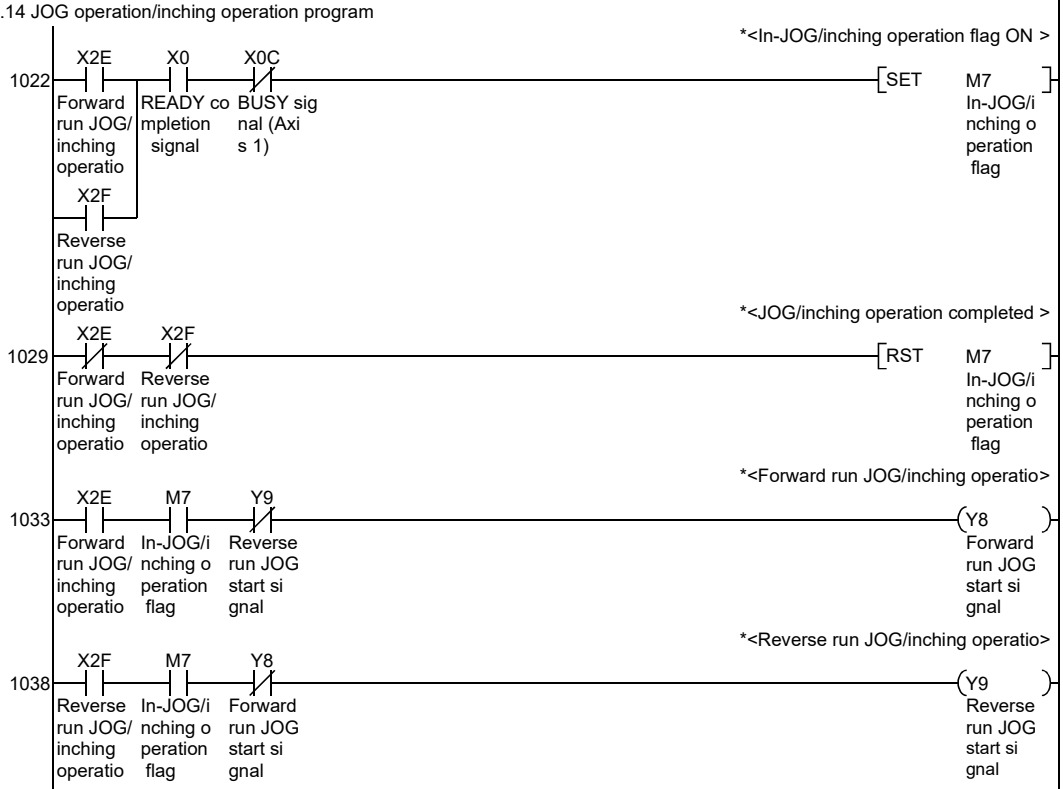 .14 JOG operation/inching operation program
*<In-JOG/inching operation flag ON >
X2E X0 X0C
1022 SET M7
Forward READY co BUSY sig In-JOG/i
run JOG/ mpletion nal (Axi nching o
inching signal s 1) peration
operatio flag
X2F
Reverse
run JOG/
inching
operatio
*<JOG/inching operation completed >
X2E X2F
1029 RST M7
Forward Reverse In-JOG/i
run JOG/ run JOG/ nching o
inching inching peration
operatio operatio flag
*<Forward run JOG/inching operatio>
X2E M7 Y9
1033 Y8
Forward In-JOG/i Reverse Forward
run JOG/ nching o run JOG run JOG
inching peration start si start si
operatio flag gnal gnal
*<Reverse run JOG/inching operatio>
X2F M7 Y8
1038 Y9
Reverse In-JOG/i Forward Reverse
run JOG/ nching o run JOG run JOG
inching peration start si start si
operatio flag gnal gnal